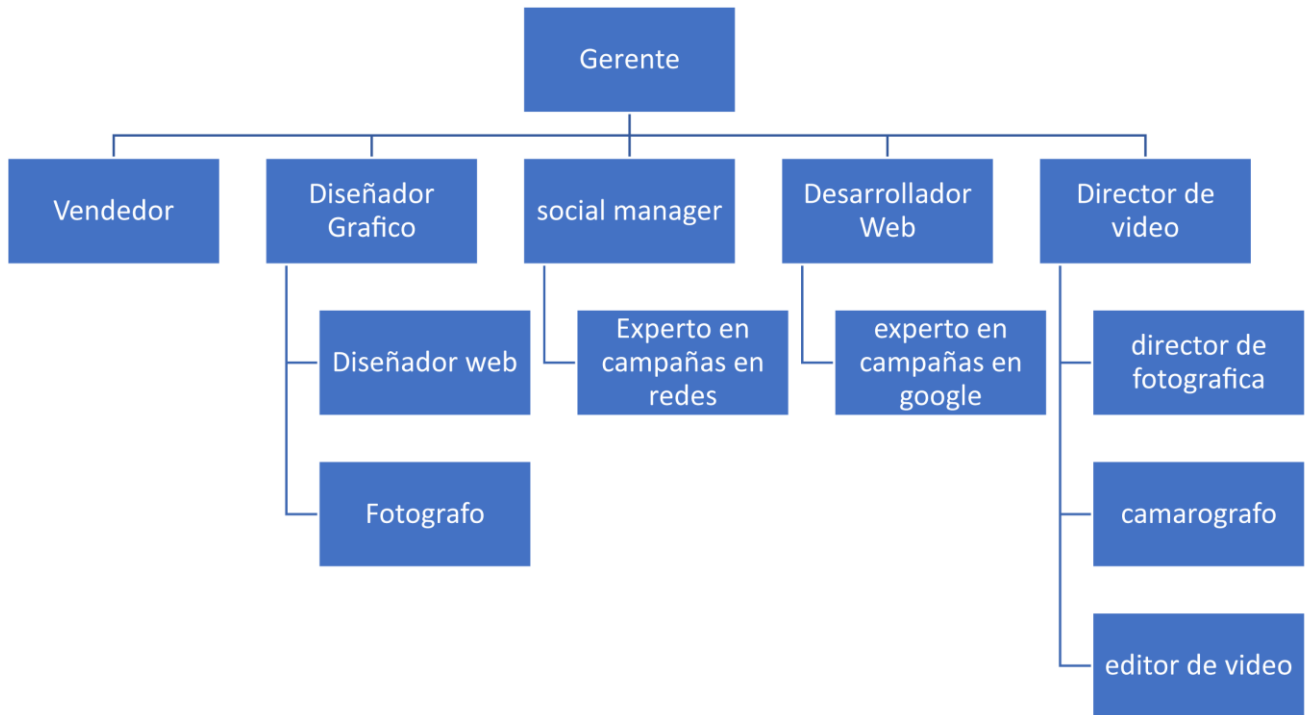 Gerente
Vendedor
Diseñador
Grafico
social manager
Desarrollador
Web
Director de
video
Diseñador web
Experto en
campañas en
redes
experto en
campañas en
google
director de
fotografica
Fotografo
camarografo
editor de video